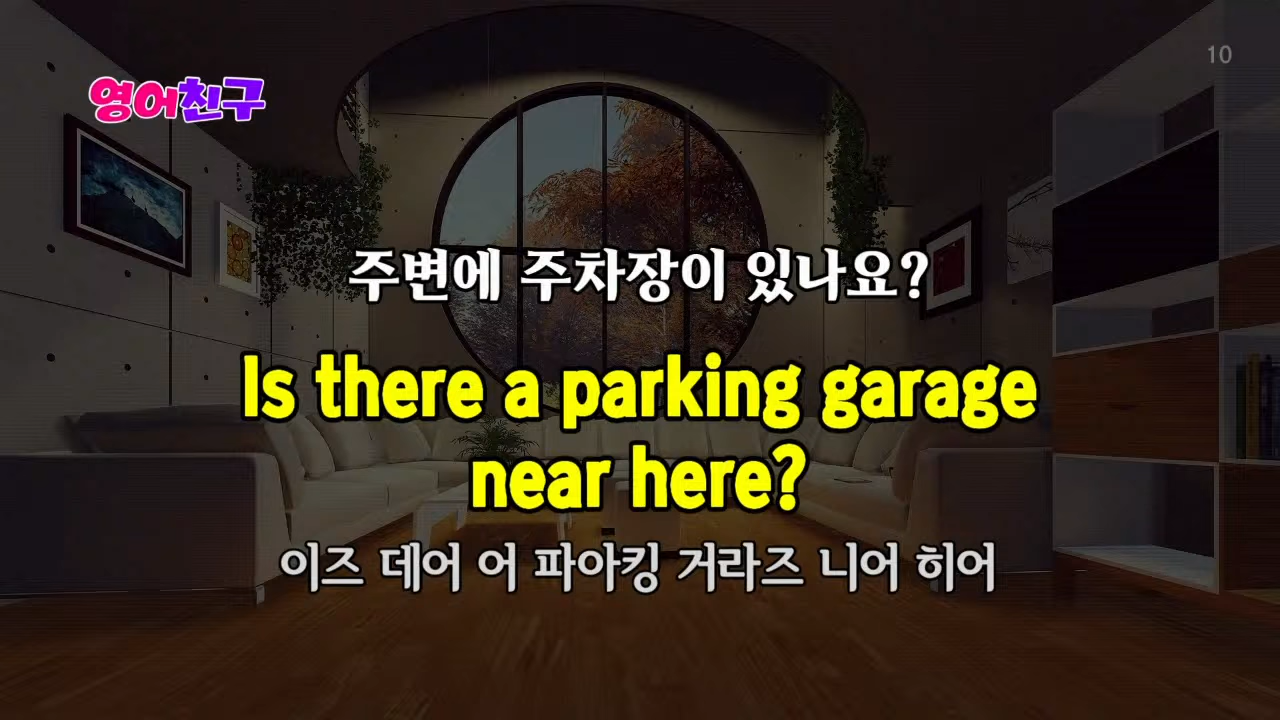 10
영어친구
주변에 주차장이 있나요?
Is there a parking garage
near here?
이즈 데어 어 파아킹 거라즈 니어 히어